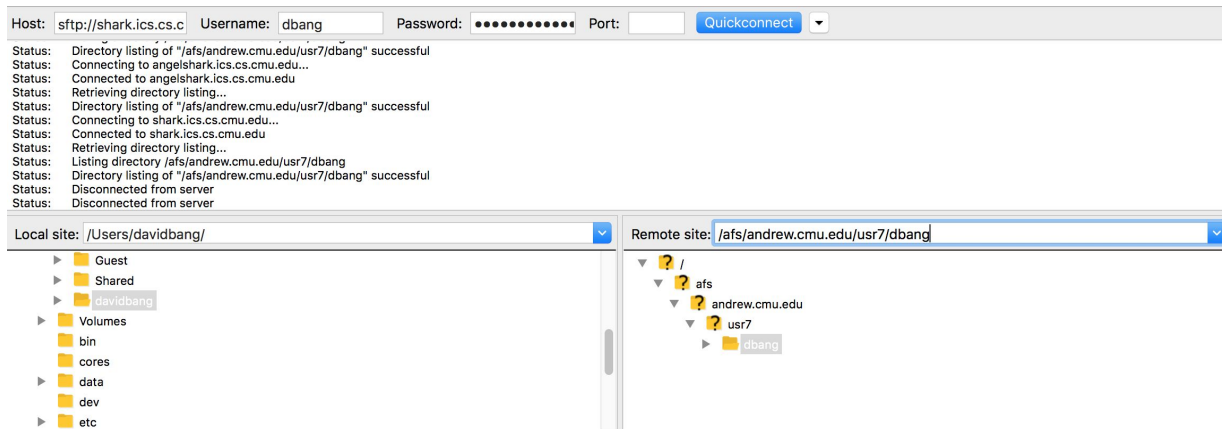 Host: sftp://shark.ics.cs.c Username: dbang Password: ●●●●●●●●●●●● Port: Quickconnect
Status: Directory listing of "/afs/andrew.cmu.edu/usr7/dbang" successful
Status: Connecting to angelshark.ics.cs.cmu.edu...
Status: Connected to angelshark.ics.cs.cmu.edu
Status: Retrieving directory listing...
Status: Directory listing of "/afs/andrew.cmu.edu/usr7/dbang" successful
Status: Connecting to shark.ics.cs.cmu.edu...
Status: Connected to shark.ics.cs.cmu.edu
Status: Retrieving directory listing...
Status: Listing directory /afs/andrew.cmu.edu/usr7/dbang
Status: Directory listing of "/afs/andrew.cmu.edu/usr7/dbang" successful
Status: Disconnected from server
Status: Disconnected from server
Local site: /Users/davidbang/
Guest
Shared
davidbang
Volumes
bin
cores
data
dev
etc
Remote site: /afs/andrew.cmu.edu/usr7/dbang
? /
? afs
? andrew.cmu.edu
? usr7
dbang